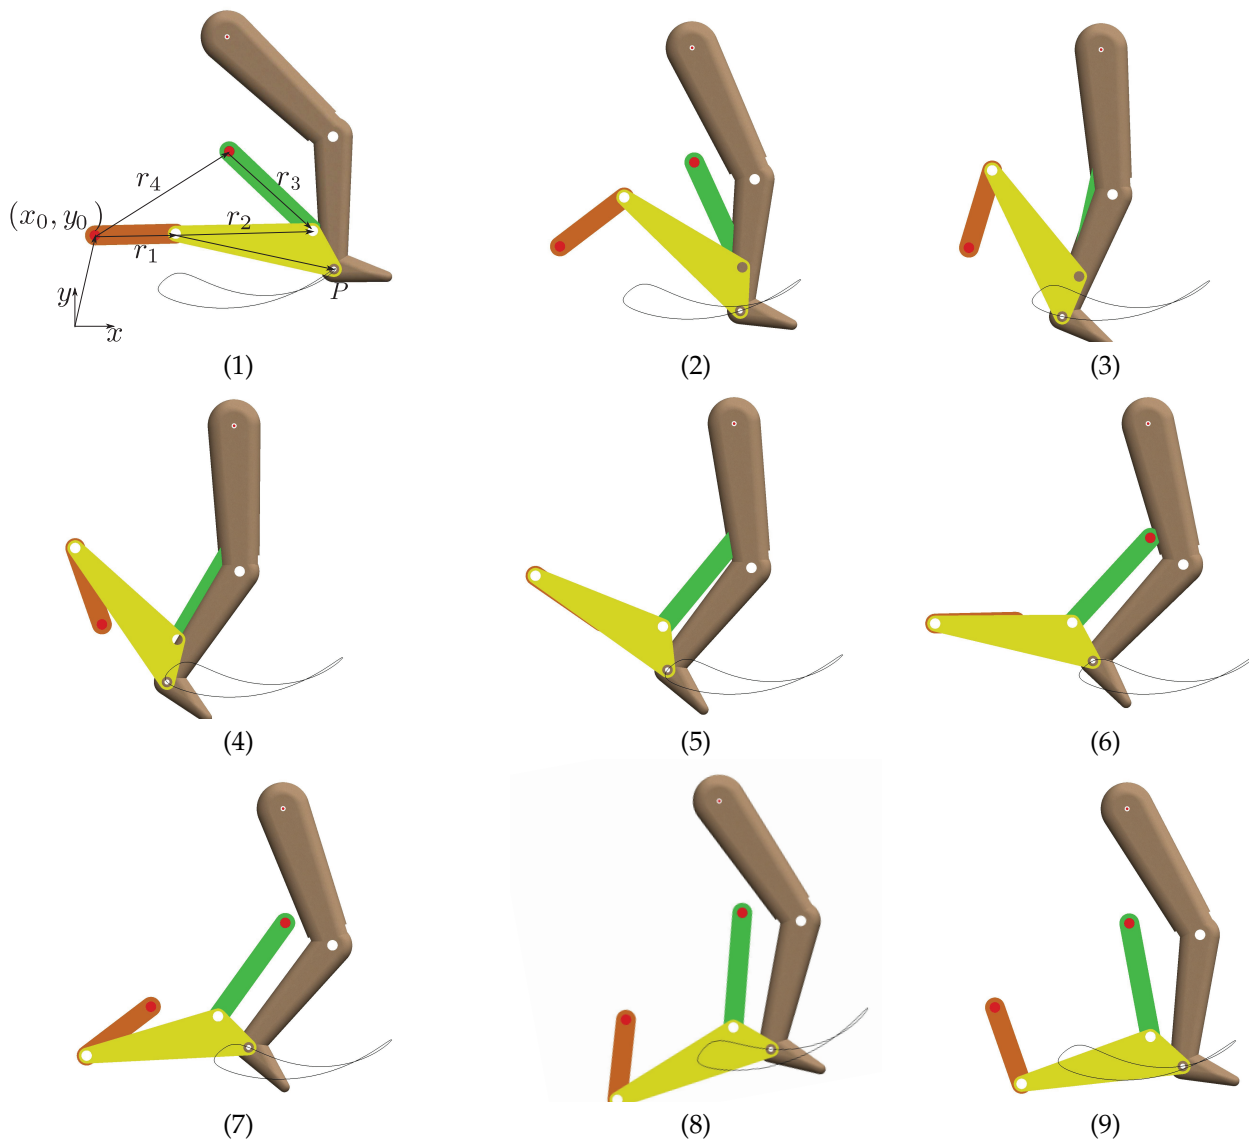 r₄
r₃
(x₀, y₀)
r₂
r₁
P
y
x
(1)
(2)
(3)
(4)
(5)
(6)
(7)
(8)
(9)